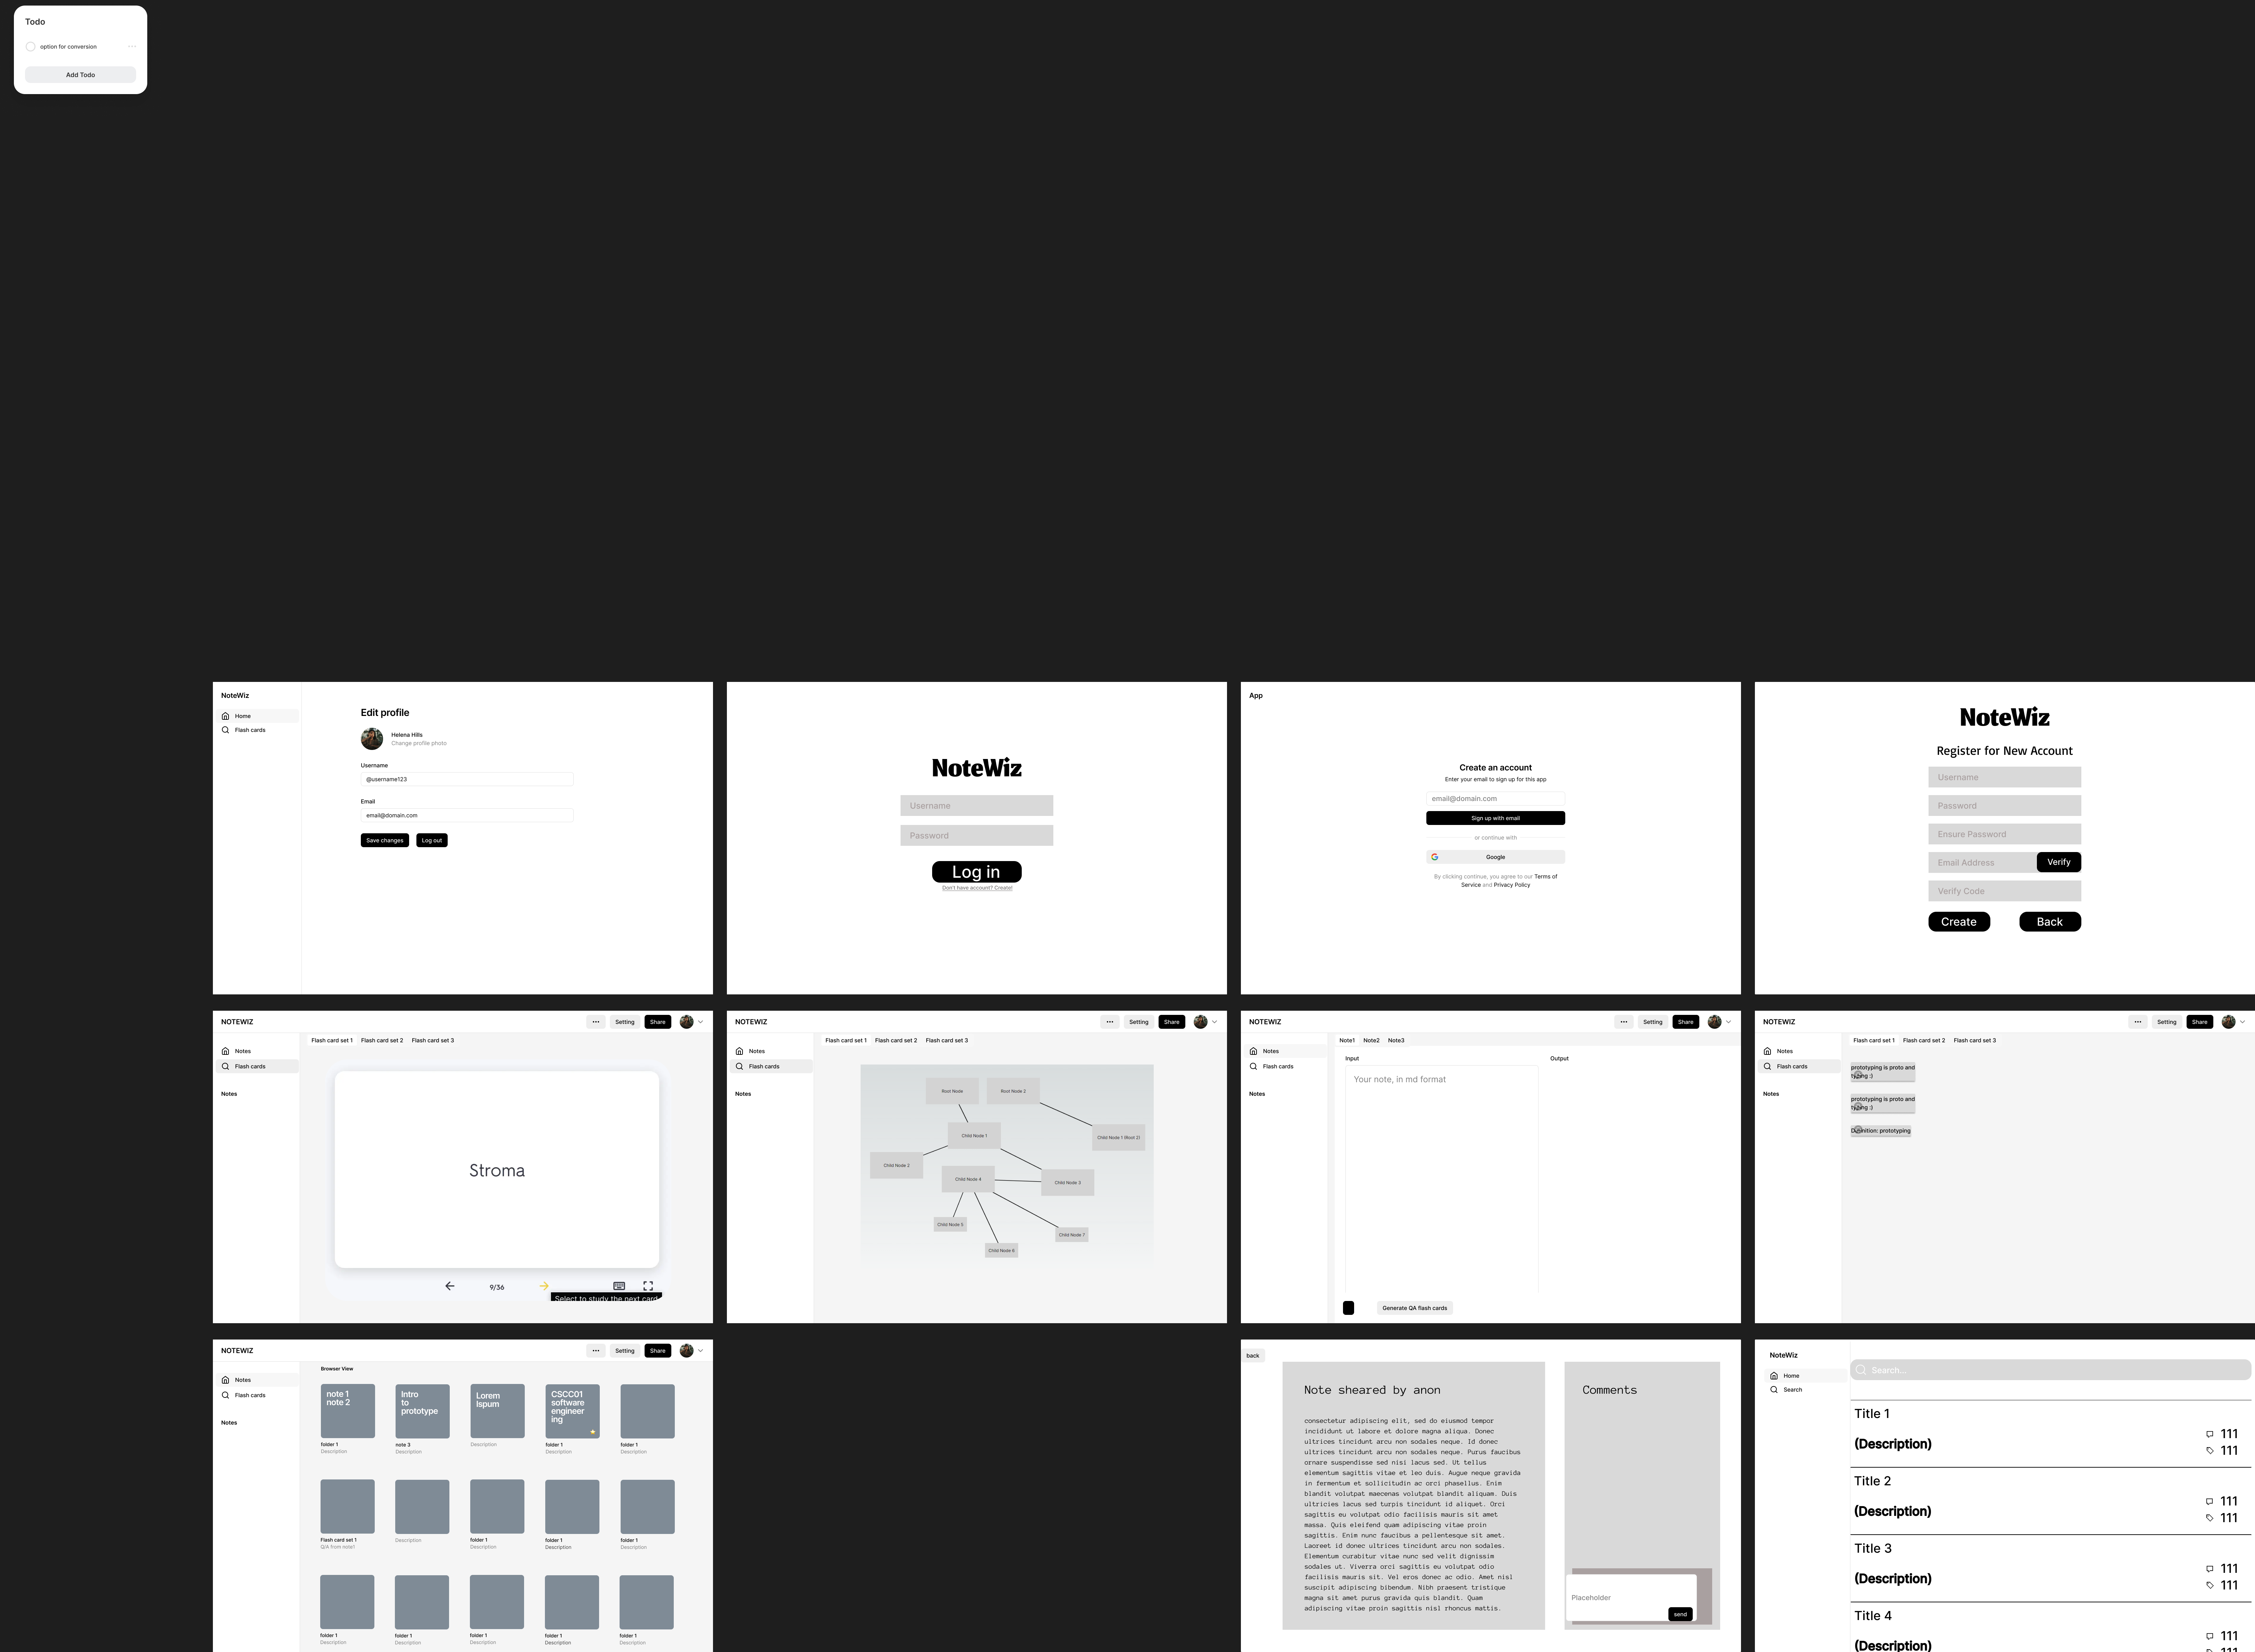 Todo
option for conversion
Add Todo
NoteWiz
Home
Flash cards
Edit profile
Helena Hills
Change profile photo
Username
@username123
Email
email@domain.com
Save changes
Log out
NoteWiz
Username
Password
Log in
Don't have account? Create!
App
Create an account
Enter your email to sign up for this app
email@domain.com
Sign up with email
or continue with
Google
By clicking continue, you agree to our Terms of
Service and Privacy Policy
NoteWiz
Register for New Account
Username
Password
Ensure Password
Email Address
Verify
Verify Code
Create
Back
NOTEWIZ
Setting
Share
Notes
Flash cards
Notes
Flash card set 1
Flash card set 2
Flash card set 3
Stroma
9/36
Select to study the next card
NOTEWIZ
Setting
Share
Notes
Flash cards
Notes
Flash card set 1
Flash card set 2
Flash card set 3
Root Node
Root Node 2
Child Node 1
Child Node 1 (Root 2)
Child Node 2
Child Node 4
Child Node 3
Child Node 5
Child Node 7
Child Node 6
NOTEWIZ
Setting
Share
Notes
Flash cards
Notes
Note1
Note2
Note3
Input
Output
Your note, in md format
Generate QA flash cards
NOTEWIZ
Setting
Share
Notes
Flash cards
Notes
Flash card set 1
Flash card set 2
Flash card set 3
prototyping is proto and
typing :)
prototyping is proto and
typing :)
Definition: prototyping
NOTEWIZ
Setting
Share
Notes
Flash cards
Notes
Browser View
note 1
note 2
folder 1
Description
Intro
to
prototype
note 3
Description
Lorem
Ispum
Description
CSCC01
software
engineer
ing
folder 1
Description
folder 1
Description
Flash card set 1
Q/A from note1
Description
folder 1
Description
folder 1
Description
folder 1
Description
folder 1
Description
folder 1
Description
folder 1
Description
folder 1
Description
folder 1
Description
back
Note sheared by anon
consectetur adipiscing elit, sed do eiusmod tempor
incididunt ut labore et dolore magna aliqua. Donec
ultrices tincidunt arcu non sodales neque. Id donec
ultrices tincidunt arcu non sodales neque. Purus faucibus
ornare suspendisse sed nisi lacus sed. Ut tellus
elementum sagittis vitae et leo duis. Augue neque gravida
in fermentum et sollicitudin ac orci phasellus. Enim
blandit volutpat maecenas volutpat blandit aliquam. Duis
ultricies lacus sed turpis tincidunt id aliquet. Orci
sagittis eu volutpat odio facilisis mauris sit amet
massa. Quis eleifend quam adipiscing vitae proin
sagittis. Enim nunc faucibus a pellentesque sit amet.
Laoreet id donec ultrices tincidunt arcu non sodales.
Elementum curabitur vitae nunc sed velit dignissim
sodales ut. Viverra orci sagittis eu volutpat odio
facilisis mauris sit. Vel eros donec ac odio. Amet nisl
suscipit adipiscing bibendum. Nibh praesent tristique
magna sit amet purus gravida quis blandit. Quam
adipiscing vitae proin sagittis nisl rhoncus mattis.
Comments
Placeholder
send
NoteWiz
Home
Search
Search...
Title 1
(Description)
111
111
Title 2
(Description)
111
111
Title 3
(Description)
111
111
Title 4
(Description)
111
111